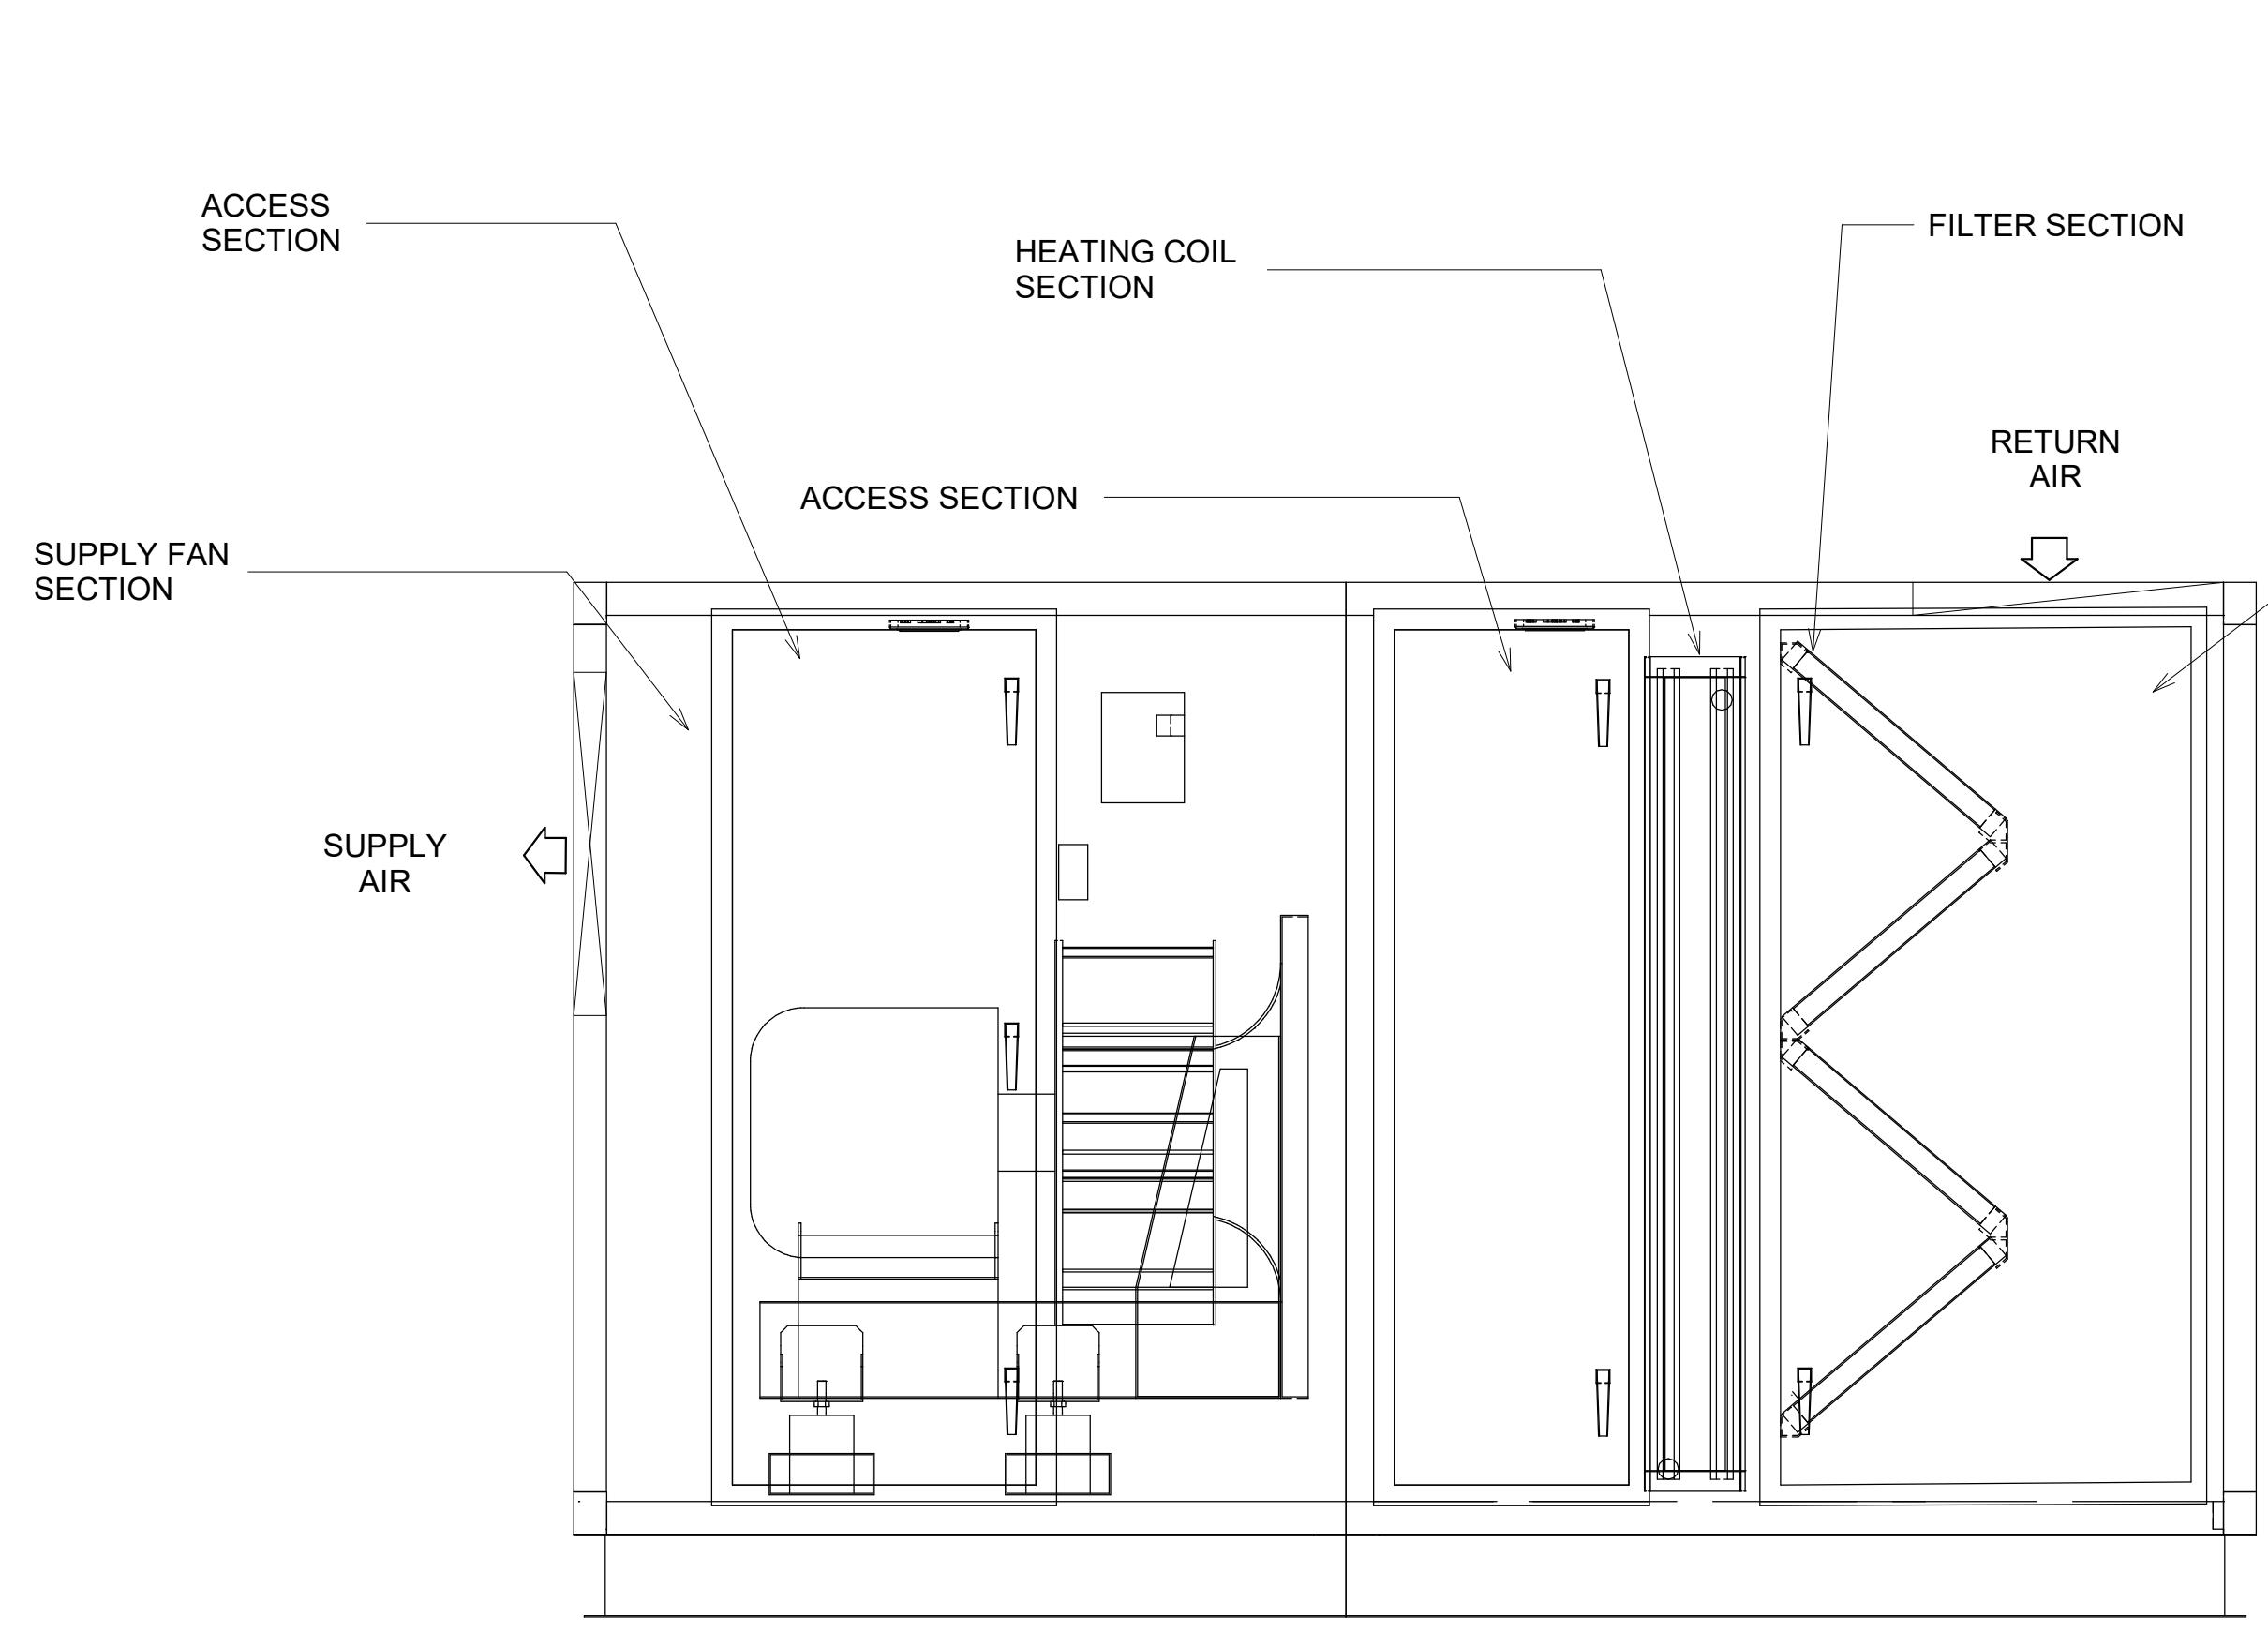 ACCESS
SECTION
HEATING COIL
SECTION
FILTER SECTION
RETURN
AIR
ACCESS SECTION
SUPPLY FAN
SECTION
SUPPLY
AIR